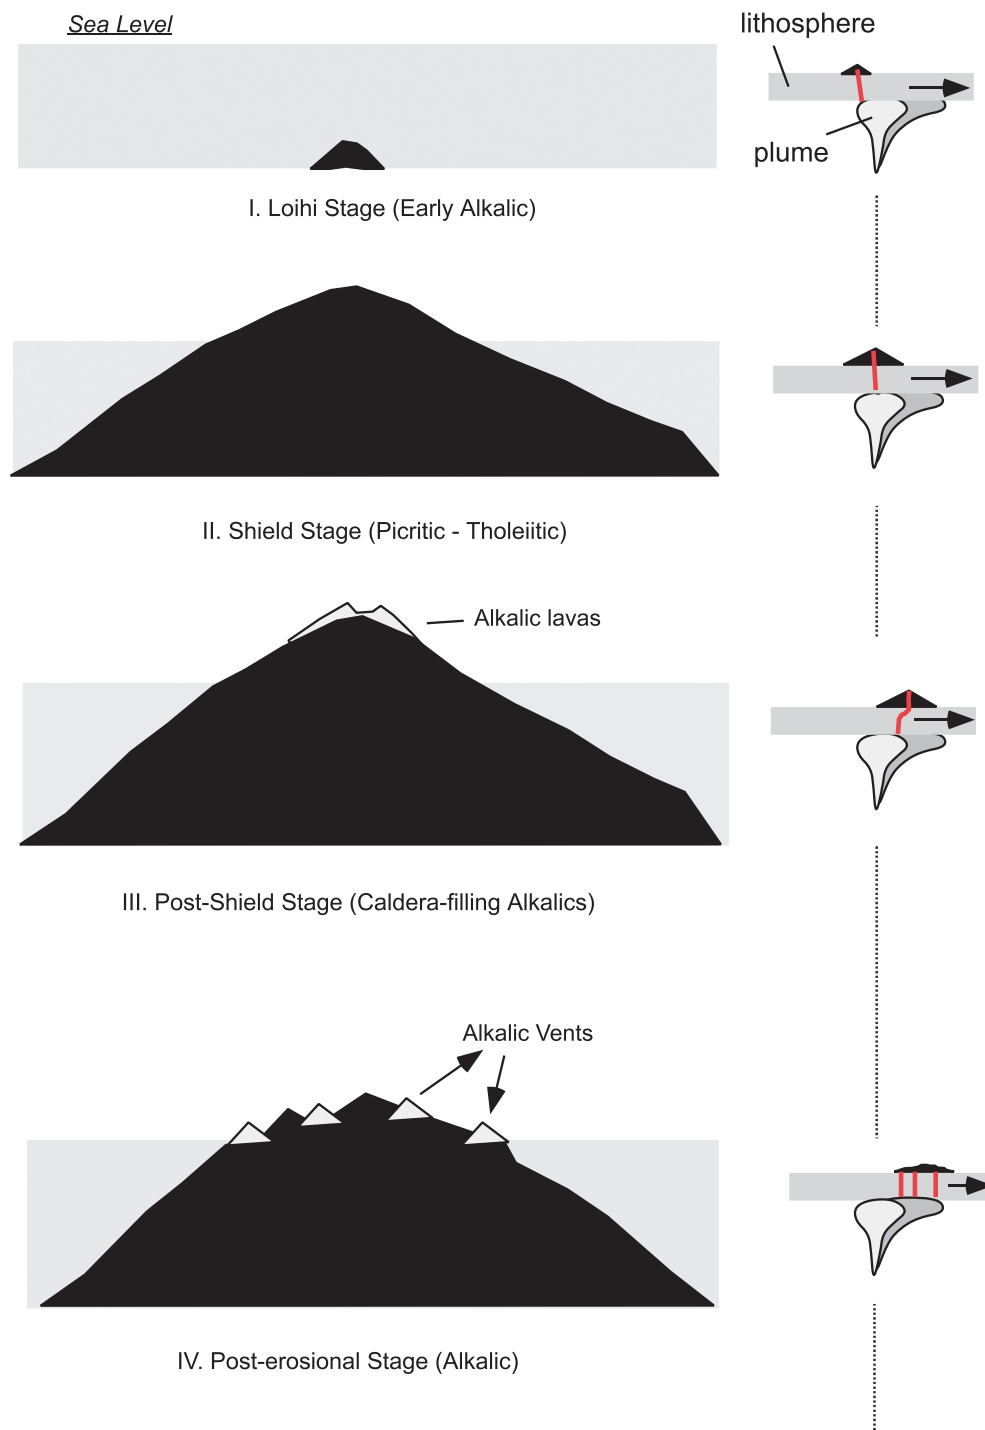 Sea Level
lithosphere
plume
I. Loihi Stage (Early Alkalic)
II. Shield Stage (Picritic - Tholeiitic)
Alkalic lavas
III. Post-Shield Stage (Caldera-filling Alkalics)
Alkalic Vents
IV. Post-erosional Stage (Alkalic)